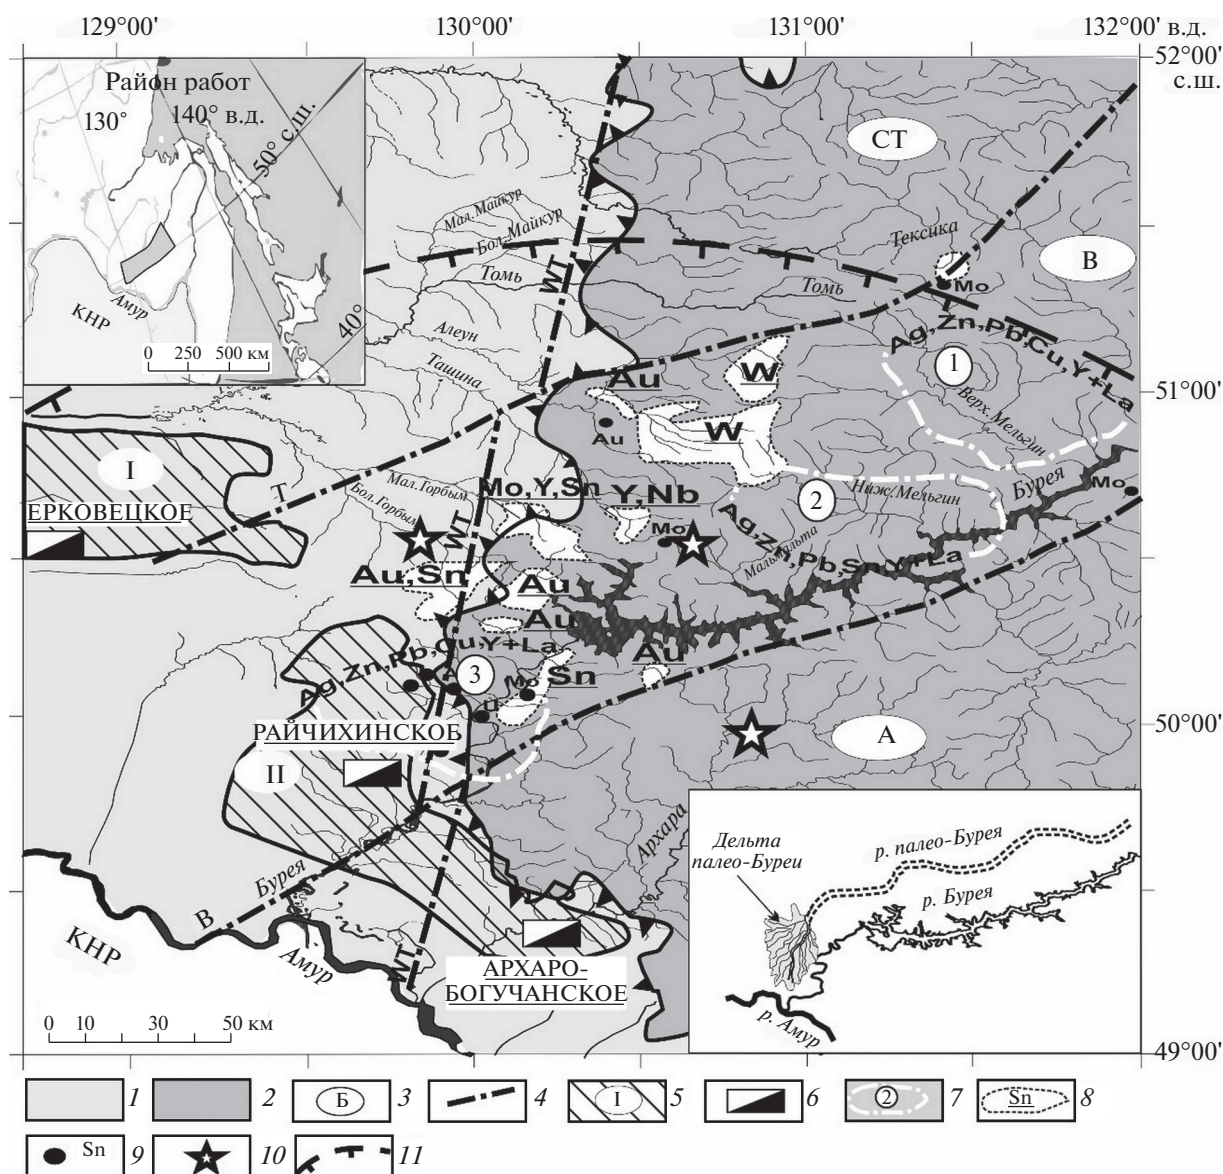 129°00'
130°00'
131°00'
132°00' в.д.
52°00'
с.ш.
Район работ
130°
140° в.д.
50° с.ш.
40°
Амур
КНР
0 250 500 км
СТ
В
Тексика
Mo
Мал.Майкур
Бол.Майкур
Томь
WT
Томь
Алеун
Ташина
Ag,Zn,Pb,Cu,Y+La
1
Au
W
51°00'
Au
W
Верх.Мельгин
I
ЕРКОВЕЦКОЕ
Т
Мал.Горбым
Бол.Горбым
WT
Mo,Y,Sn
Y,Nb
Mo
2
Ниж.Мельгин
Бурея
Mo
Ag,Zn,Pb,Sn,Y+La
Мальмальта
Au,Sn
Au
Au
Au
Ag,Zn,Pb,Cu,Y+La
3
Mo
Sn
РАЙЧИХИНСКОЕ
II
50°00'
А
Архара
Бурея
В
КНР
Амур
WT
АРХАРО-
БОГУЧАНСКОЕ
0 10 30 50 км
Дельта
палео-Буреи
р. палео-Бурея
р. Бурея
р. Амур
49°00'
1
2
Б 3
4
I 5
6
2 7
Sn 8
Sn 9
10
11